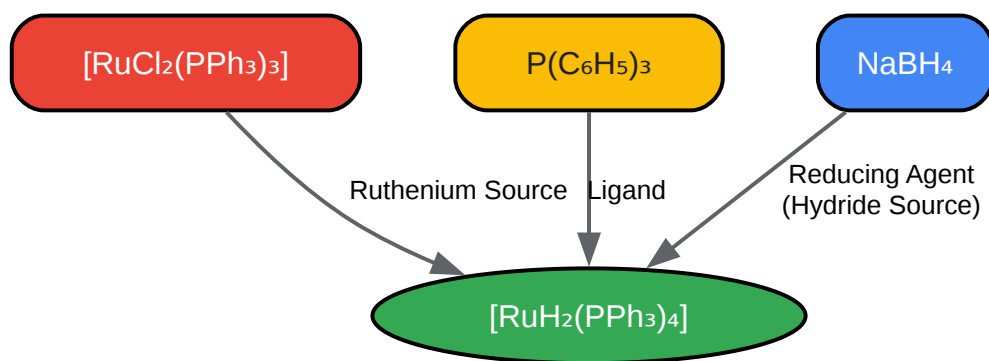 [RuCl₂(PPh₃)₃]
P(C₆H₅)₃
NaBH₄
Ruthenium Source
Ligand
Reducing Agent
(Hydride Source)
[RuH₂(PPh₃)₄]